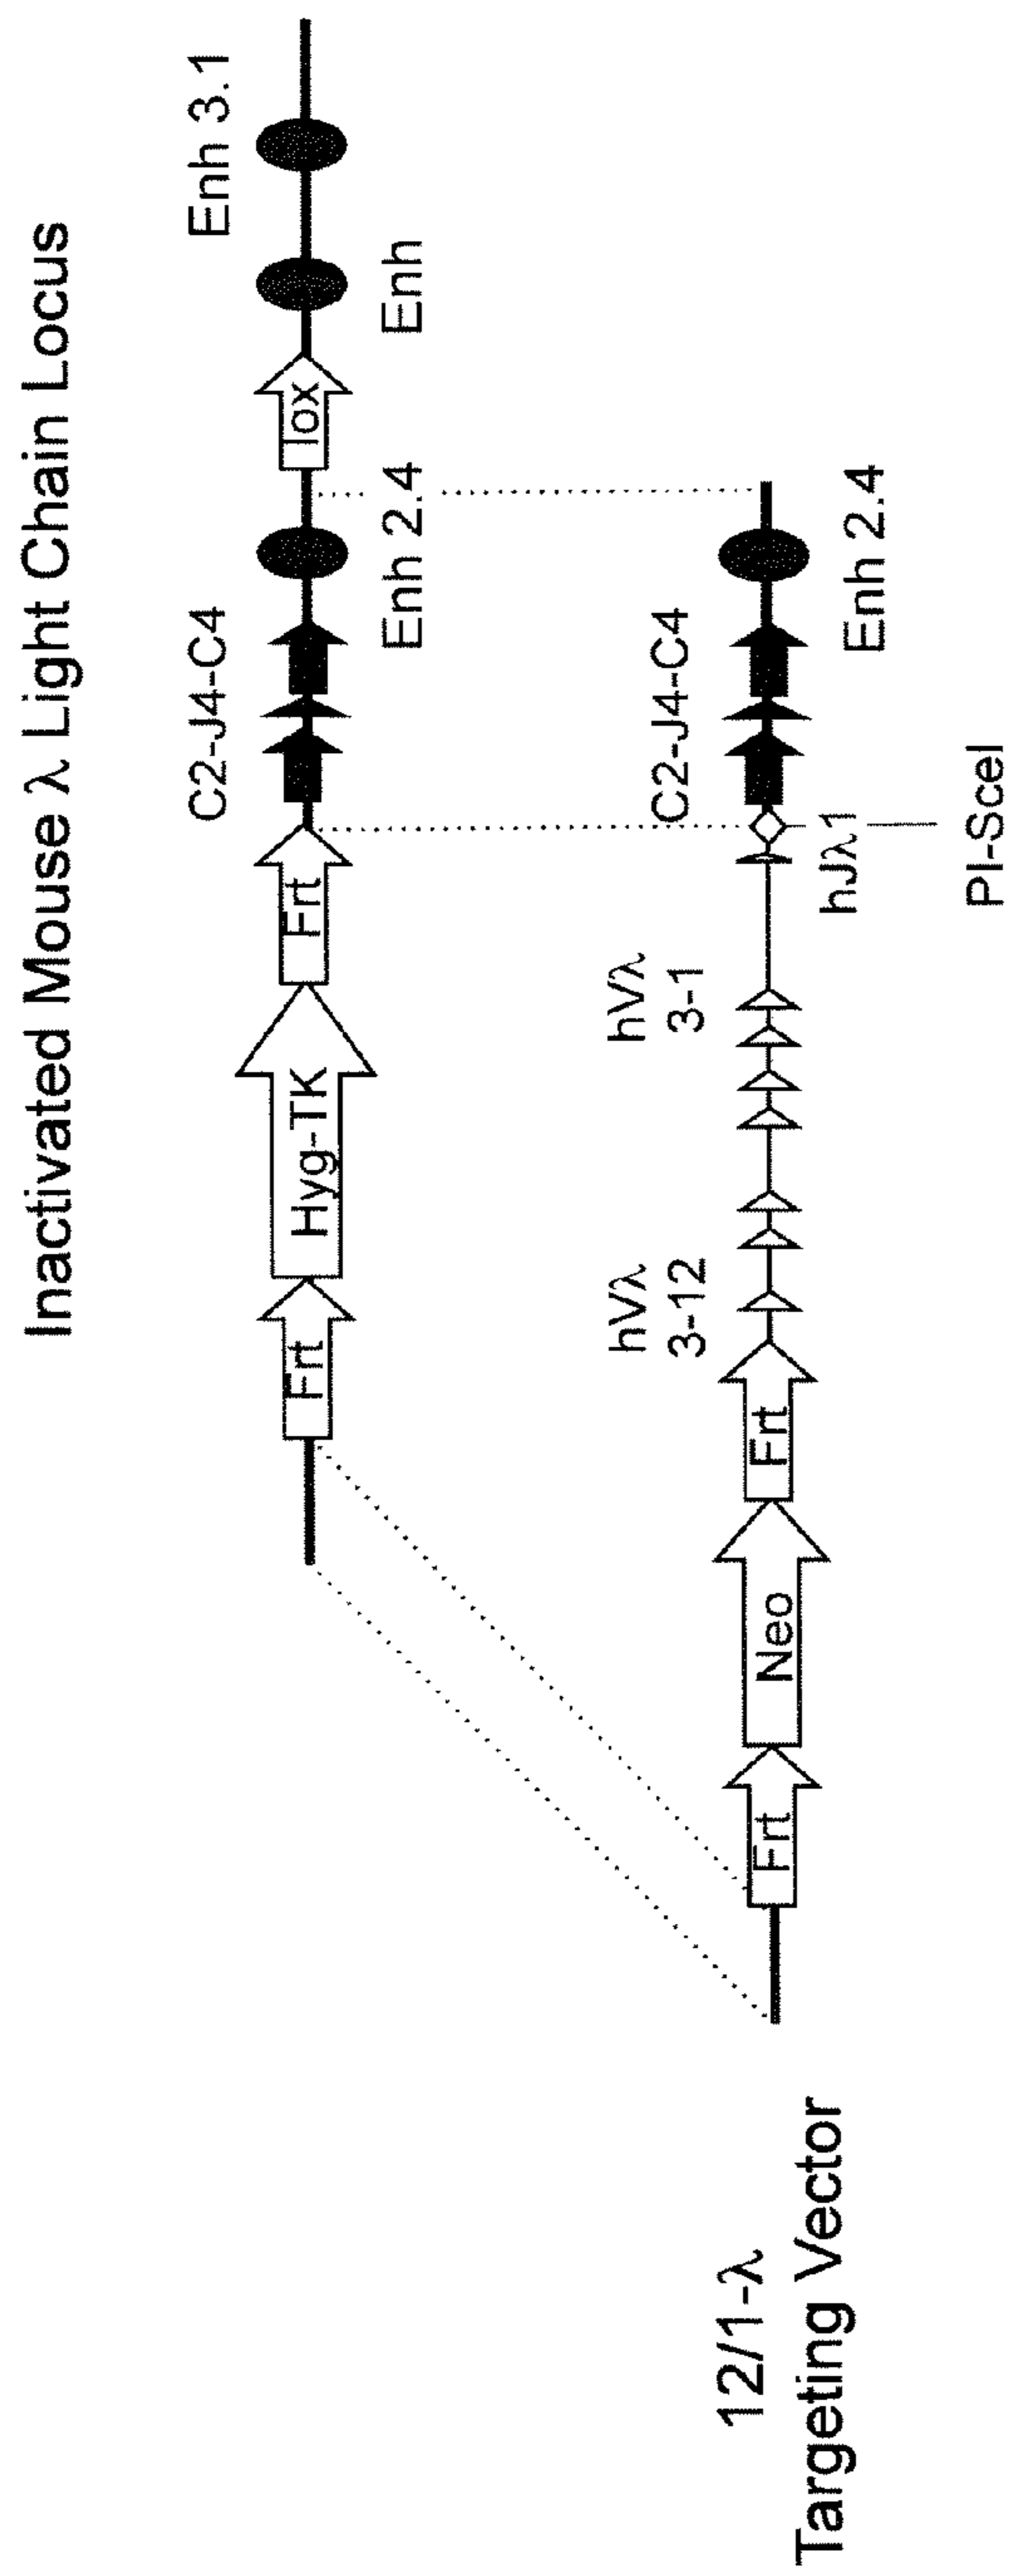 Inactivated Mouse λ Light Chain Locus
Frt
Hyg-TK
Frt
C2-J4-C4
Enh 2.4
lox
Enh
Enh 3.1
12/1-λ
Targeting Vector
Frt
Neo
Frt
hVλ
3-12
hVλ
3-1
hJλ1
PI-SceI
C2-J4-C4
Enh 2.4